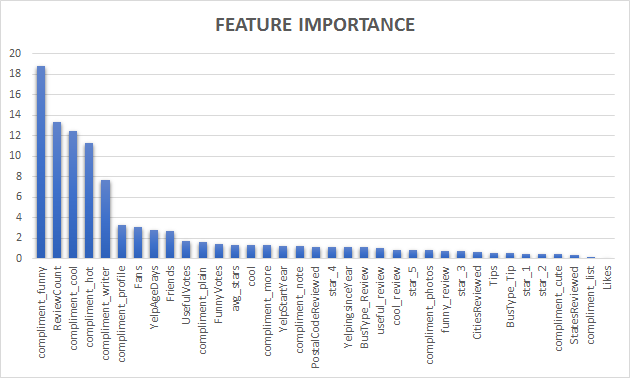 FEATURE IMPORTANCE
20
18
16
14
12
10
8
6
4
2
0
compliment_funny
ReviewCount
compliment_cool
compliment_hot
compliment_writer
compliment_profile
Fans
YelpAgeDays
Friends
UsefulVotes
compliment_plain
FunnyVotes
avg_stars
cool
compliment_more
YelpStartYear
compliment_note
PostalCodeReviewed
star_4
YelpingsinceYear
BusType_Review
useful_review
cool_review
star_5
compliment_photos
funny_review
star_3
CitiesReviewed
Tips
BusType_Tip
star_1
star_2
compliment_cute
StatesReviewed
compliment_list
Likes